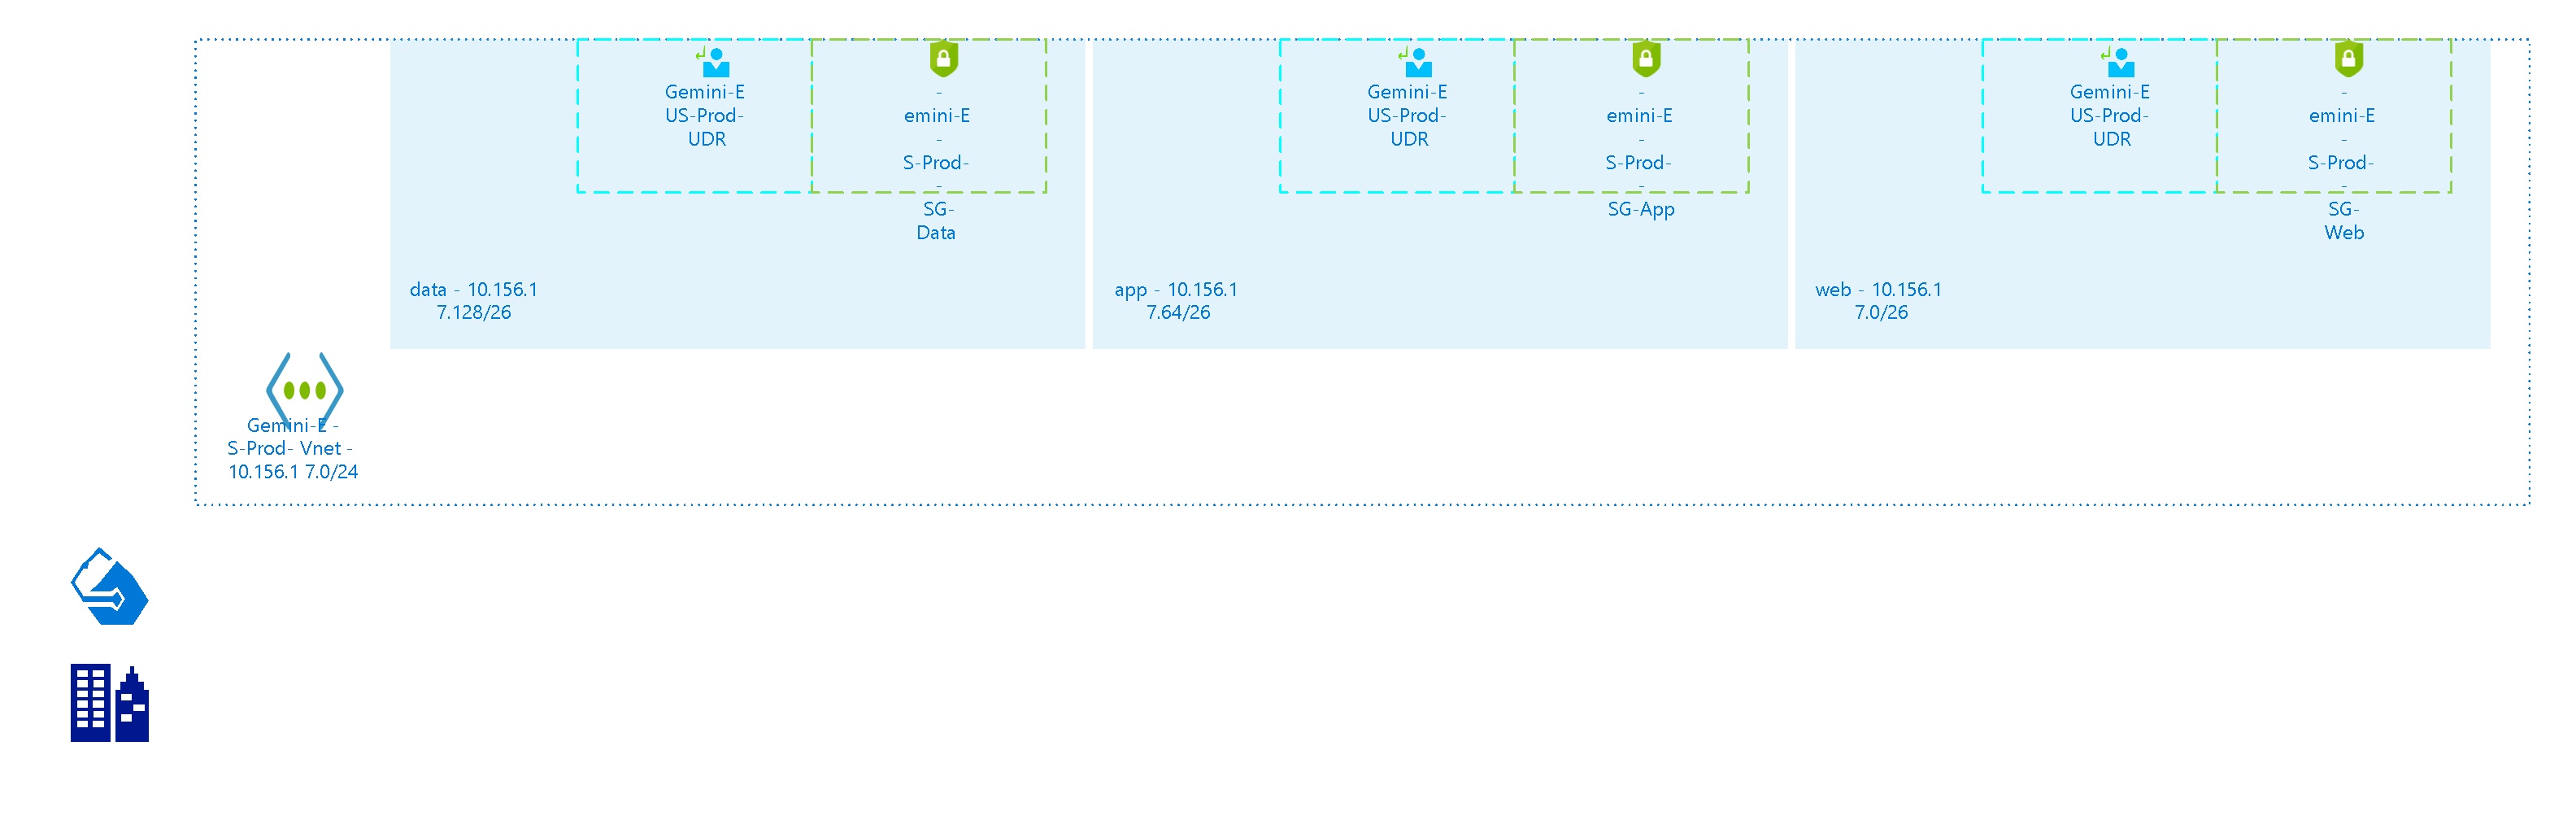 Gemini-E
US-Prod-
UDR
-
emini-E
-
S-Prod-
-
SG-
Data
data - 10.156.1
7.128/26
Gemini-E
US-Prod-
UDR
-
emini-E
-
S-Prod-
-
SG-App
app - 10.156.1
7.64/26
Gemini-E
US-Prod-
UDR
-
emini-E
-
S-Prod-
-
SG-
Web
web - 10.156.1
7.0/26
Gemini-E -
S-Prod- Vnet -
10.156.1 7.0/24